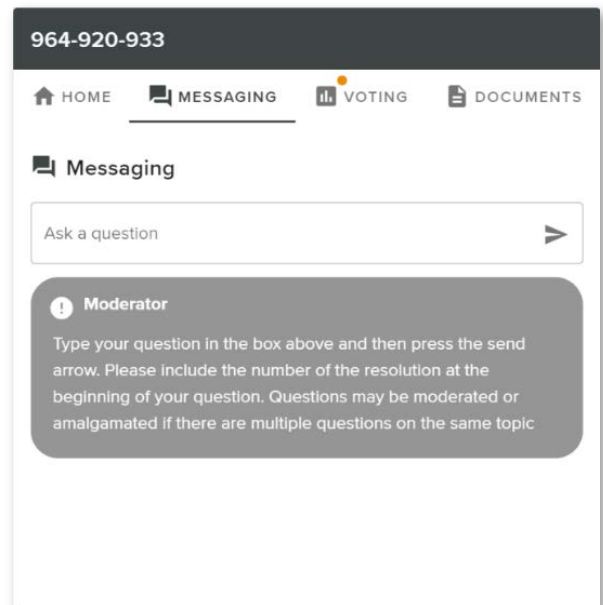 964-920-933
HOME MESSAGING VOTING DOCUMENTS
Messaging
Ask a question
Moderator
Type your question in the box above and then press the send
arrow. Please include the number of the resolution at the
beginning of your question. Questions may be moderated or
amalgamated if there are multiple questions on the same topic